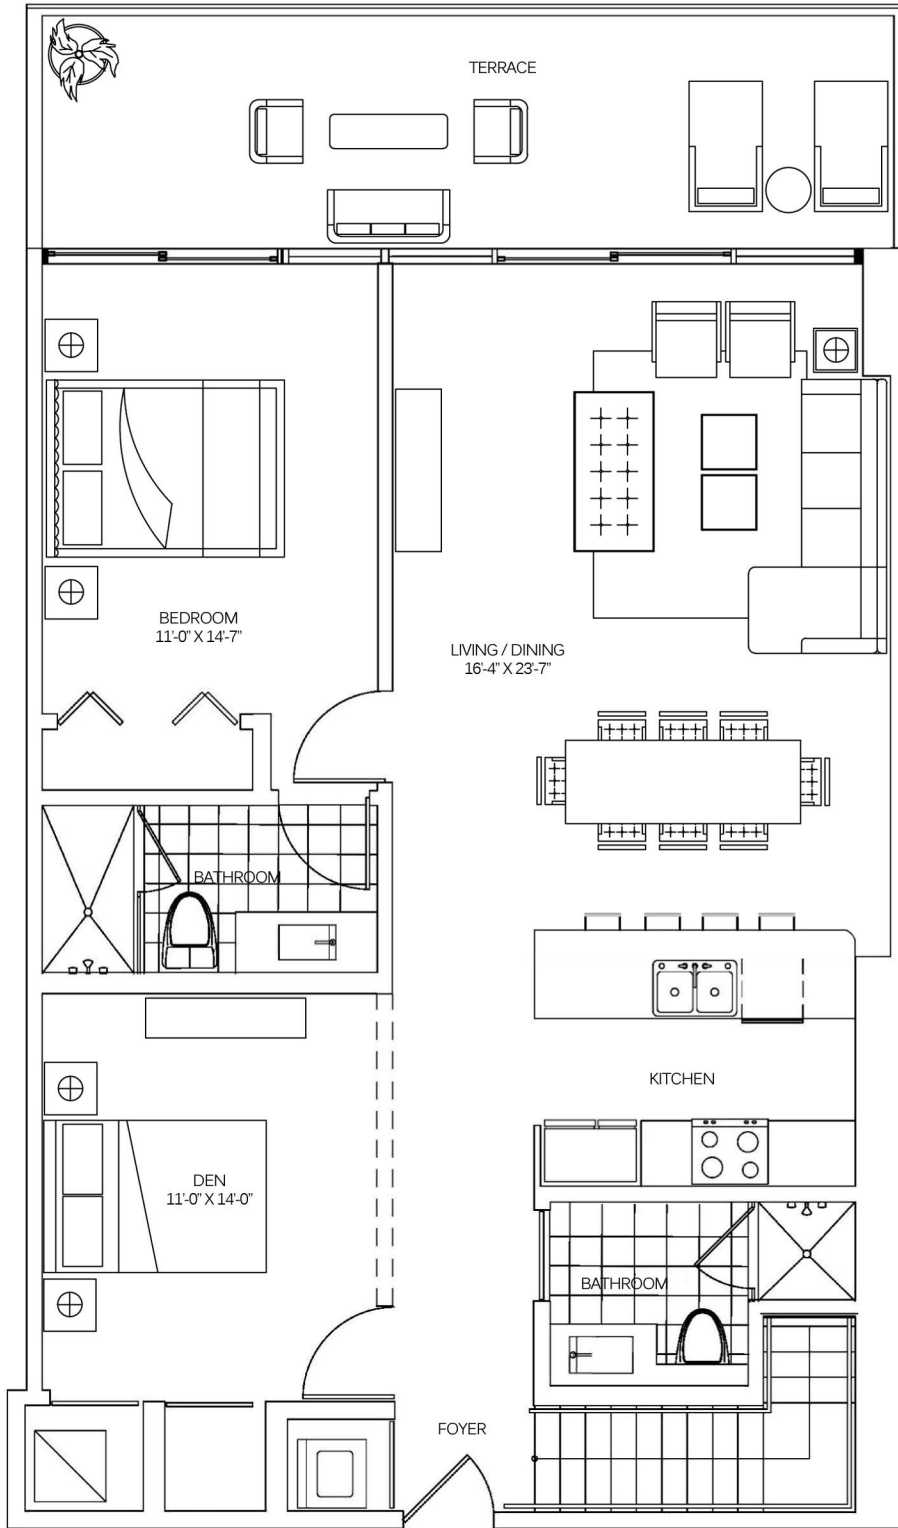 TERRACE
BEDROOM
11'-0" X 14'-7"
LIVING / DINING
16'-4" X 23'-7"
BATHROOM
KITCHEN
DEN
11'-0" X 14'-0"
BATHROOM
FOYER